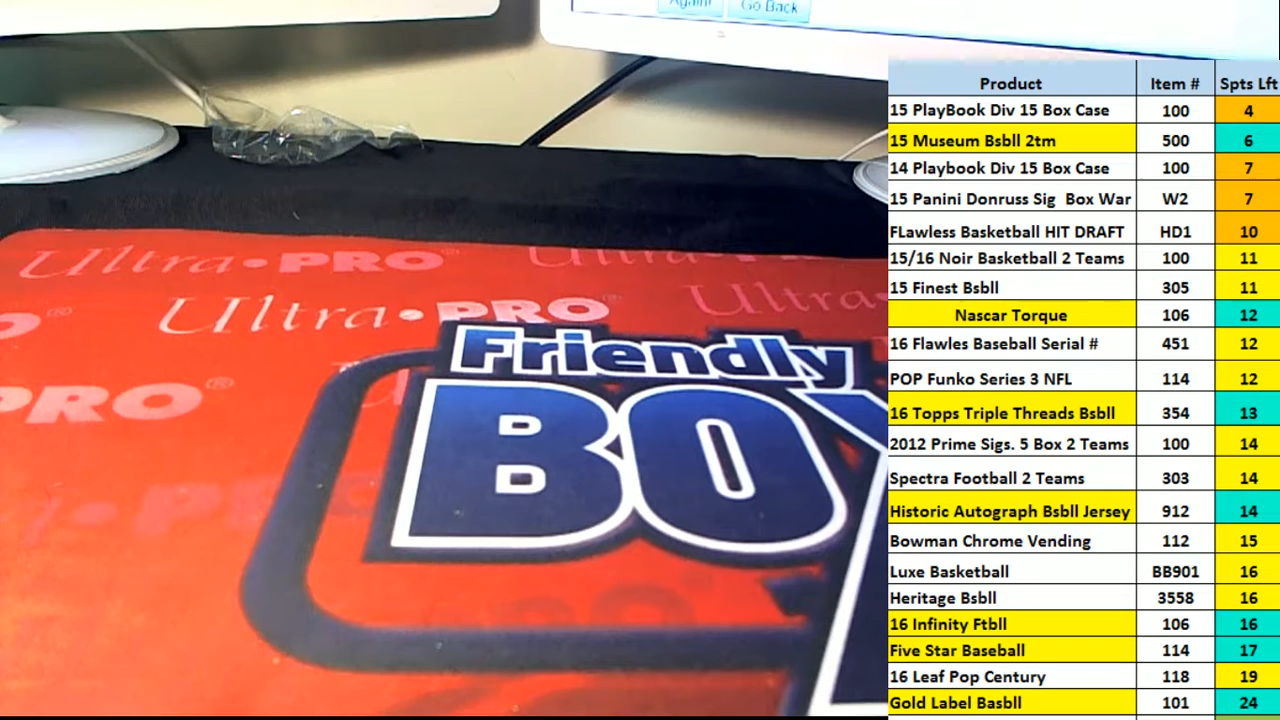 Again!
Go Back
Product Item # Spts Lft
15 PlayBook Div 15 Box Case 100 4
15 Museum Bsbll 2tm 500 6
14 Playbook Div 15 Box Case 100 7
15 Panini Donruss Sig Box War W2 7
FLawless Basketball HIT DRAFT HD1 10
15/16 Noir Basketball 2 Teams 100 11
15 Finest Bsbll 305 11
Nascar Torque 106 12
16 Flawles Baseball Serial # 451 12
POP Funko Series 3 NFL 114 12
16 Topps Triple Threads Bsbll 354 13
2012 Prime Sigs. 5 Box 2 Teams 100 14
Spectra Football 2 Teams 303 14
Historic Autograph Bsbll Jersey 912 14
Bowman Chrome Vending 112 15
Luxe Basketball BB901 16
Heritage Bsbll 3558 16
16 Infinity Ftbll 106 16
Five Star Baseball 114 17
16 Leaf Pop Century 118 19
Gold Label Basbll 101 24
Ultra•PRO® Ultra•PRO
Ultra•PRO® Ultra
PRO®
Friendly
BO